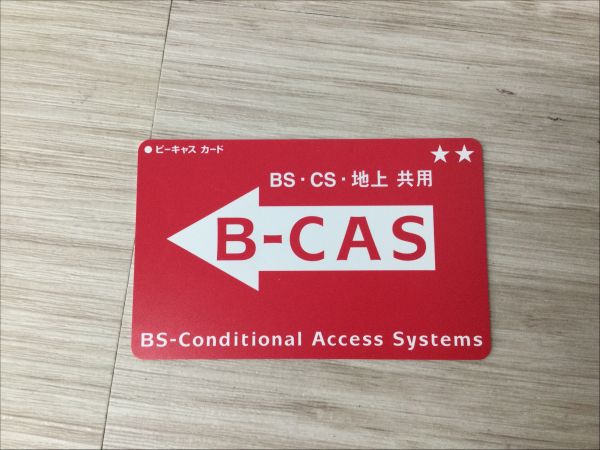 ● ビーキャス カード
★★
BS・CS・地上 共用
B-CAS
BS-Conditional Access Systems